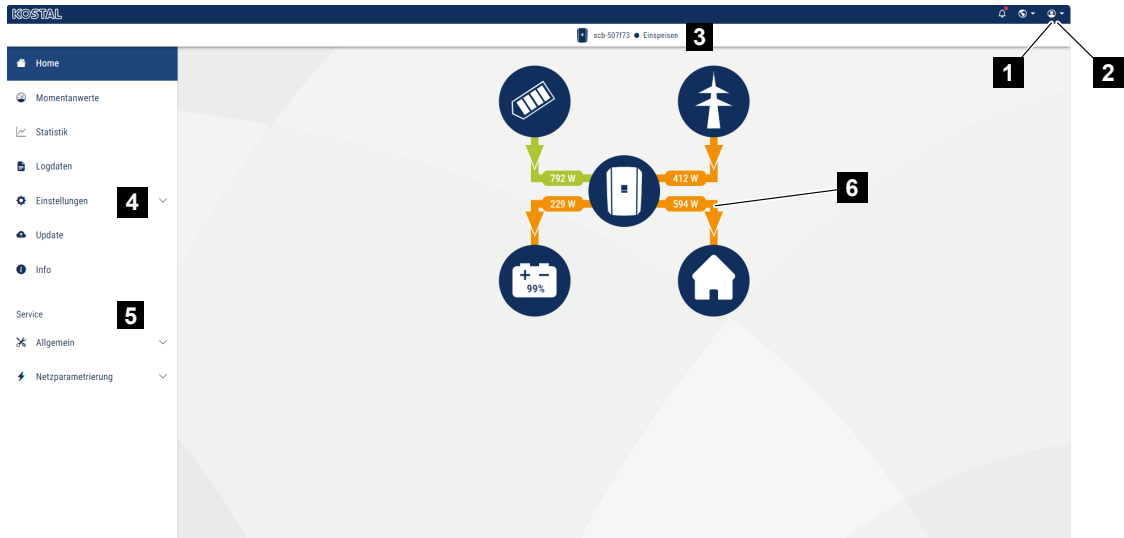 KOSTAL
scb-507f73 ● Einspeisen
3
1
2
Home
Momentanwerte
Statistik
Logdaten
Einstellungen
4
Update
Info
Service
5
Allgemein
Netzparametrierung
792 W
412 W
229 W
594 W
6
+ −
99%